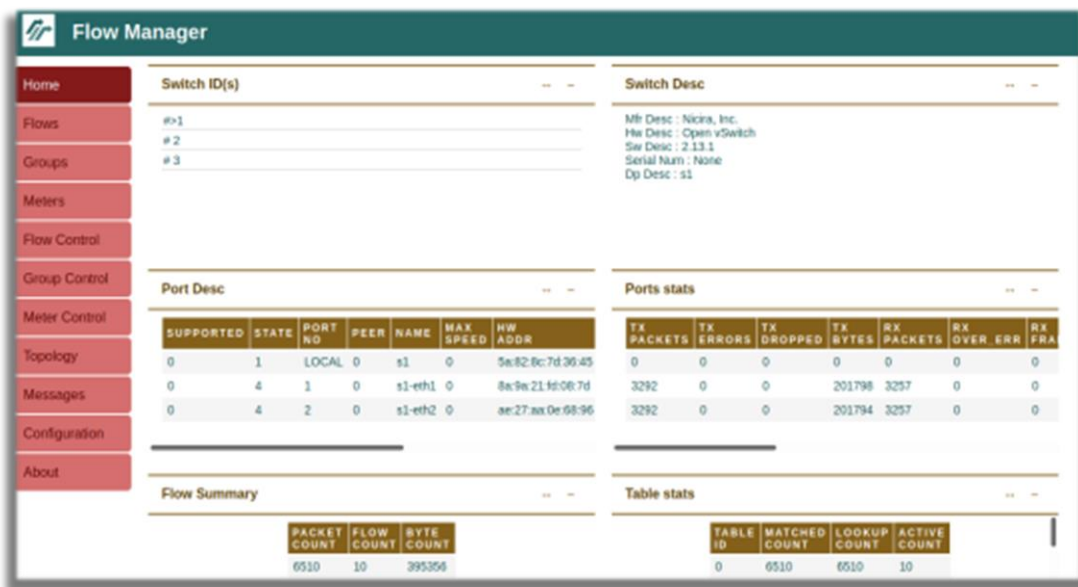 Flow Manager
Home
Flows
Groups
Meters
Flow Control
Group Control
Meter Control
Topology
Messages
Configuration
About
Switch ID(s)
#>1
# 2
# 3
Switch Desc
Mfr Desc : Nicira, Inc.
Hw Desc : Open vSwitch
Sw Desc : 2.13.1
Serial Num : None
Dp Desc : s1
Port Desc
SUPPORTED STATE PORT NO PEER NAME MAX SPEED HW ADDR
0 1 LOCAL 0 s1 0 5a:82:8c:7d:36:45
0 4 1 0 s1-eth1 0 8a:9a:21:fd:08:7d
0 4 2 0 s1-eth2 0 ae:27:aa:0e:68:96
Ports stats
TX PACKETS TX ERRORS TX DROPPED TX BYTES RX PACKETS RX OVER_ERR RX FRA
0 0 0 0 0 0 0
3292 0 0 201798 3257 0 0
3292 0 0 201794 3257 0 0
Flow Summary
PACKET COUNT FLOW COUNT BYTE COUNT
6510 10 395356
Table stats
TABLE ID MATCHED COUNT LOOKUP COUNT ACTIVE COUNT
0 6510 6510 10